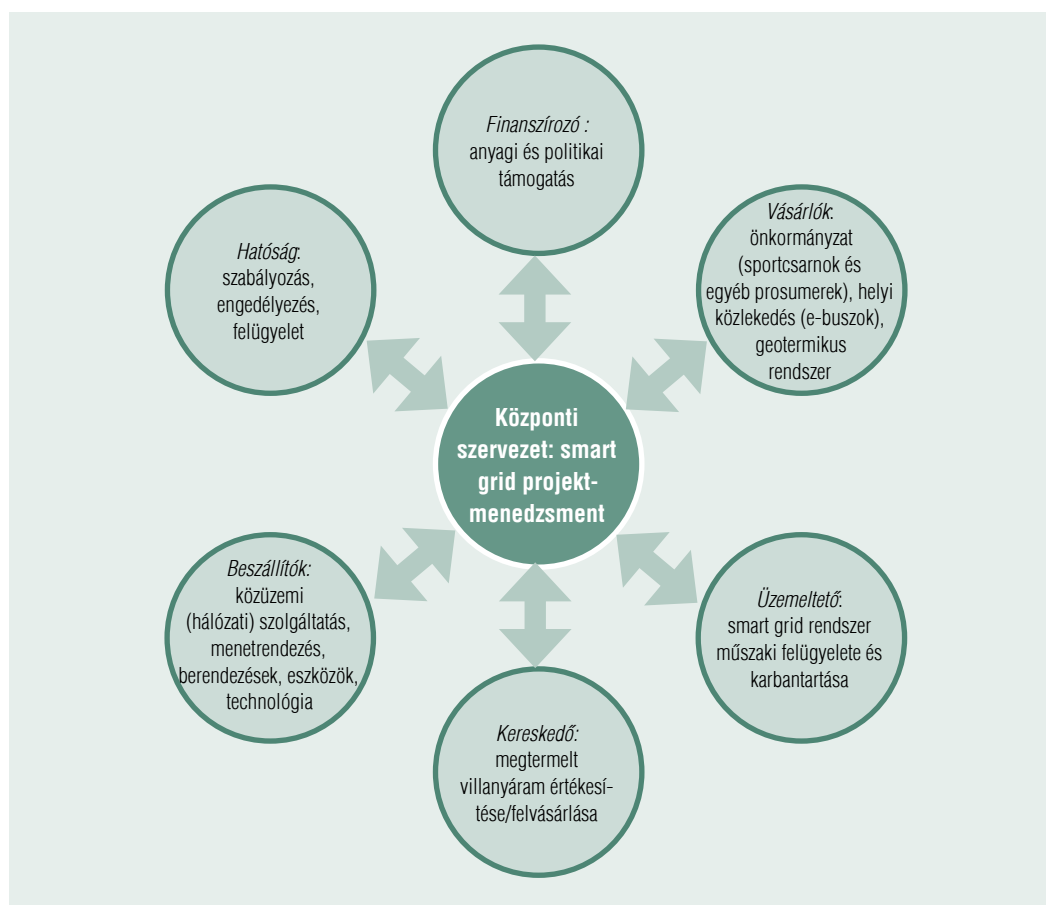 Finanszírozó :
anyagi és politikai
támogatás
Hatóság:
szabályozás,
engedélyezés,
felügyelet
Vásárlók:
önkormányzat
(sportcsarnok és
egyéb prosumerek), helyi
közlekedés (e-buszok),
geotermikus
rendszer
Központi
szervezet: smart
grid projekt-
menedzsment
Beszállítók:
közüzemi
(hálózati) szolgáltatás,
menetrendezés,
berendezések, eszközök,
technológia
Üzemeltető:
smart grid rendszer
műszaki felügyelete és
karbantartása
Kereskedő:
megtermelt
villanyáram értékesí-
tése/felvásárlása